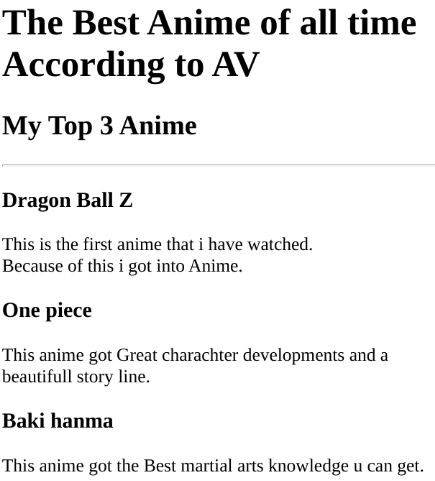 The Best Anime of all time
According to AV
My Top 3 Anime
Dragon Ball Z
This is the first anime that i have watched.
Because of this i got into Anime.
One piece
This anime got Great charachter developments and a
beautifull story line.
Baki hanma
This anime got the Best martial arts knowledge u can get.